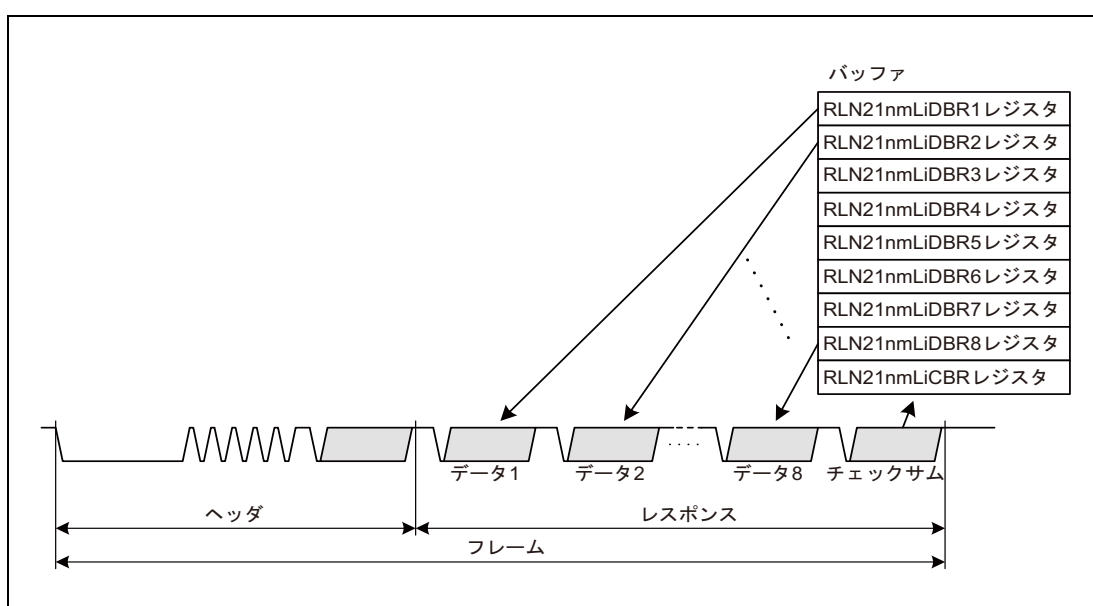 バッファ
RLN21nmLiDBR1レジスタ
RLN21nmLiDBR2レジスタ
RLN21nmLiDBR3レジスタ
RLN21nmLiDBR4レジスタ
RLN21nmLiDBR5レジスタ
RLN21nmLiDBR6レジスタ
RLN21nmLiDBR7レジスタ
RLN21nmLiDBR8レジスタ
RLN21nmLiCBRレジスタ
データ1 データ2 データ8 チェックサム
ヘッダ レスポンス
フレーム